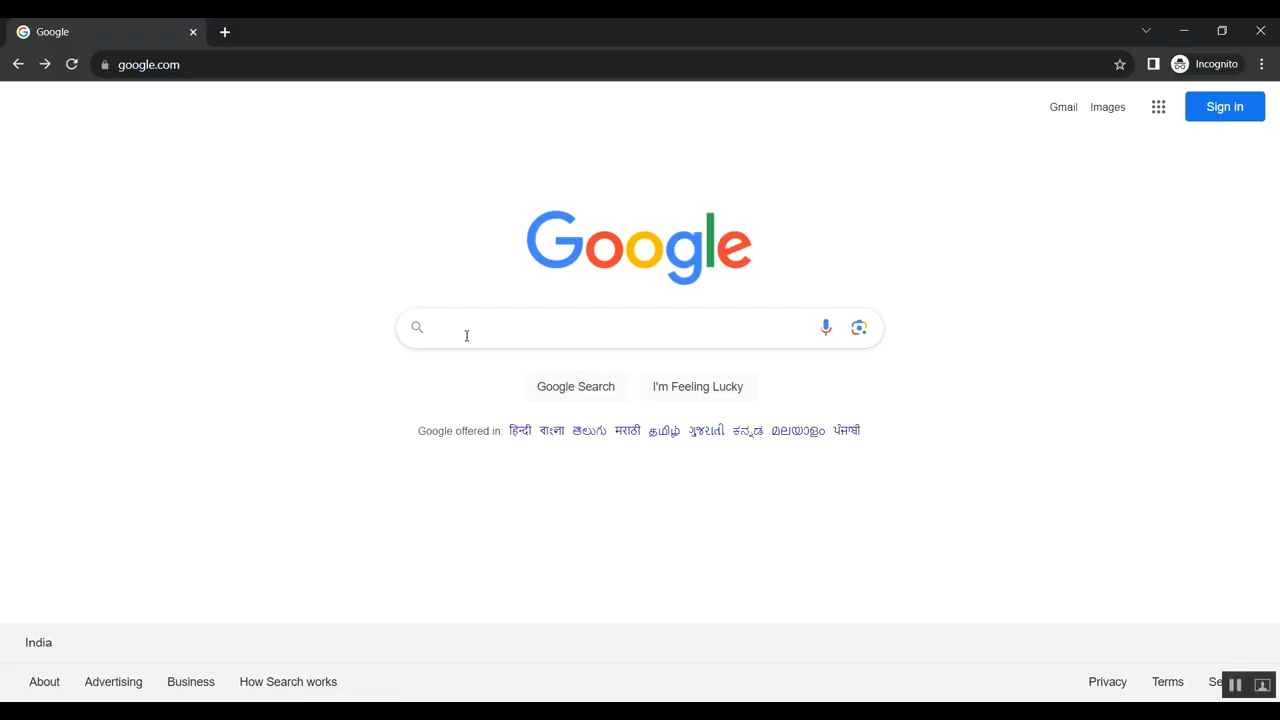 Google
google.com
Incognito
Gmail Images Sign in
Google
Google Search I'm Feeling Lucky
Google offered in: हिन्दी বাংলা తెలుగు मराठी தமிழ் ગુજરાતી ಕನ್ನಡ മലയാളം ਪੰਜਾਬੀ
India
About Advertising Business How Search works Privacy Terms